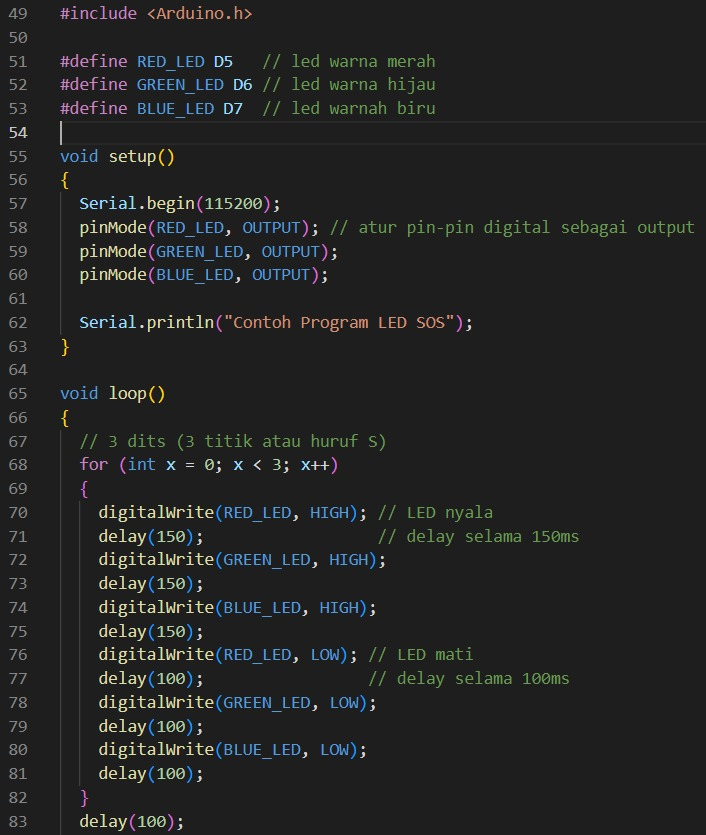 49 #include <Arduino.h>
50
51 #define RED_LED D5   // led warna merah
52 #define GREEN_LED D6 // led warna hijau
53 #define BLUE_LED D7  // led warnah biru
54
55 void setup()
56 {
57   Serial.begin(115200);
58   pinMode(RED_LED, OUTPUT); // atur pin-pin digital sebagai output
59   pinMode(GREEN_LED, OUTPUT);
60   pinMode(BLUE_LED, OUTPUT);
61
62   Serial.println("Contoh Program LED SOS");
63 }
64
65 void loop()
66 {
67   // 3 dits (3 titik atau huruf S)
68   for (int x = 0; x < 3; x++)
69   {
70     digitalWrite(RED_LED, HIGH); // LED nyala
71     delay(150);                  // delay selama 150ms
72     digitalWrite(GREEN_LED, HIGH);
73     delay(150);
74     digitalWrite(BLUE_LED, HIGH);
75     delay(150);
76     digitalWrite(RED_LED, LOW); // LED mati
77     delay(100);                 // delay selama 100ms
78     digitalWrite(GREEN_LED, LOW);
79     delay(100);
80     digitalWrite(BLUE_LED, LOW);
81     delay(100);
82   }
83   delay(100);